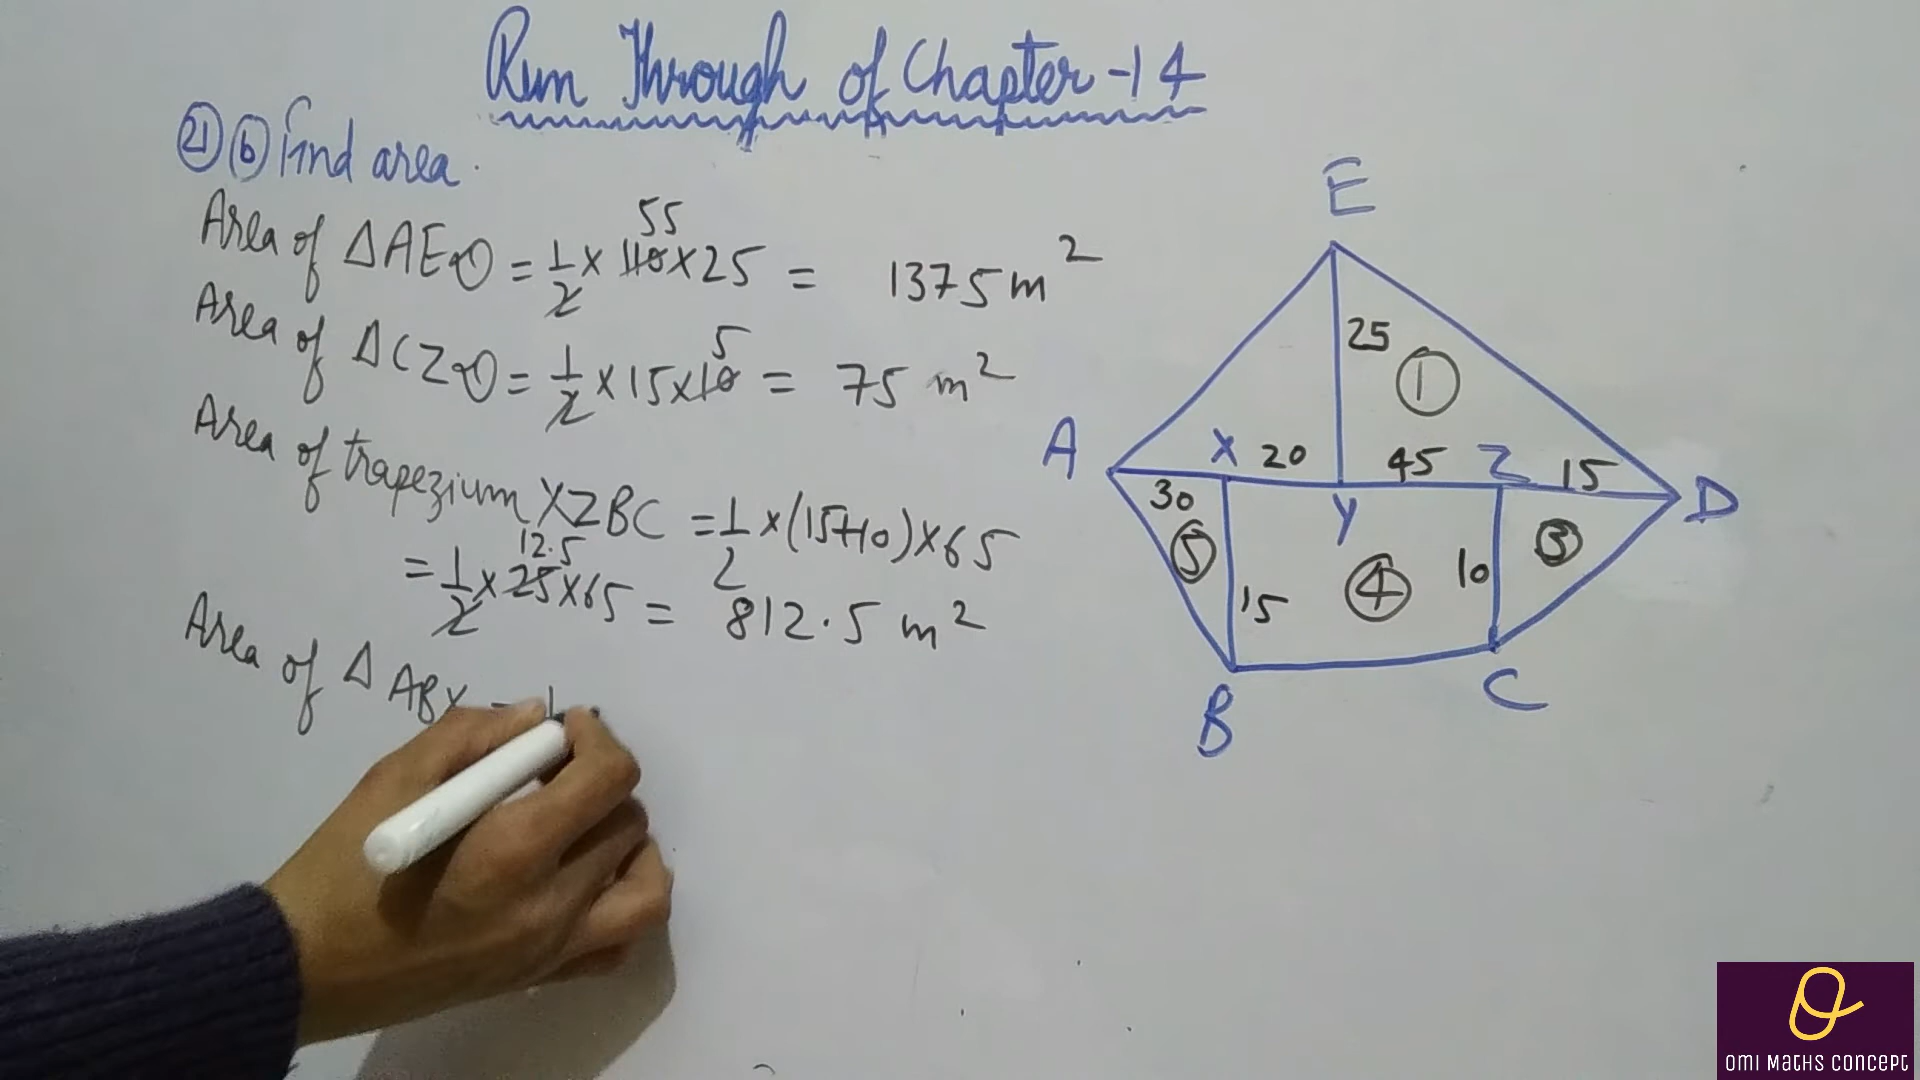 Run Through of Chapter-14
21 b Find area.
Area of ΔAED = 1/2 × 110 × 25 = 1375 m²
55
Area of ΔCZD = 1/2 × 15 × 10 = 75 m²
5
Area of trapezium XZBC = 1/2 × (15+10) × 65
12.5
= 1/2 × 25 × 65 = 812.5 m²
Area of Δ ABX = 1
E
25
1
A
X
20
45
Z
15
D
30
Y
5
15
4
10
3
B
C
OMI MATHS CONCEPT